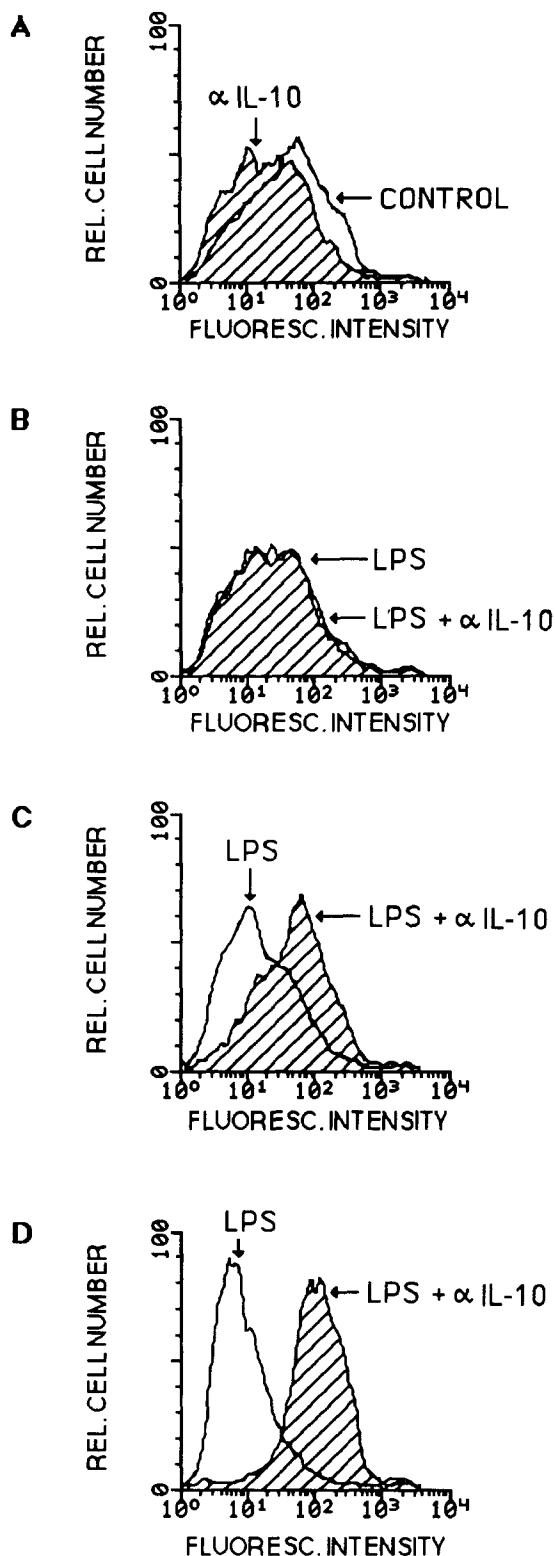 A
100
REL. CELL NUMBER
α IL-10
CONTROL
0
10⁰ 10¹ 10² 10³ 10⁴
FLUORESC. INTENSITY
B
100
REL. CELL NUMBER
LPS
LPS + α IL-10
0
10⁰ 10¹ 10² 10³ 10⁴
FLUORESC. INTENSITY
C
100
REL. CELL NUMBER
LPS
LPS + α IL-10
0
10⁰ 10¹ 10² 10³ 10⁴
FLUORESC. INTENSITY
D
100
REL. CELL NUMBER
LPS
LPS + α IL-10
0
10⁰ 10¹ 10² 10³ 10⁴
FLUORESC. INTENSITY